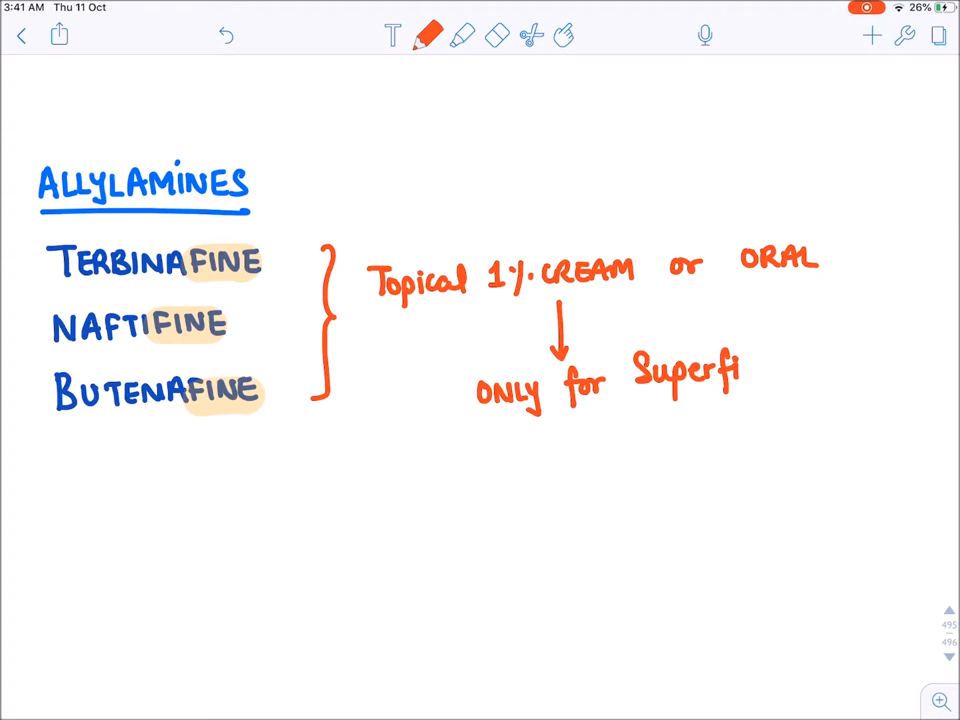 3:41 AM Thu 11 Oct 26%
T
ALLYLAMINES
TERBINAFINE
NAFTIFINE
BUTENAFINE
Topical 1% CREAM or ORAL
ONLY for Superfi
495
496